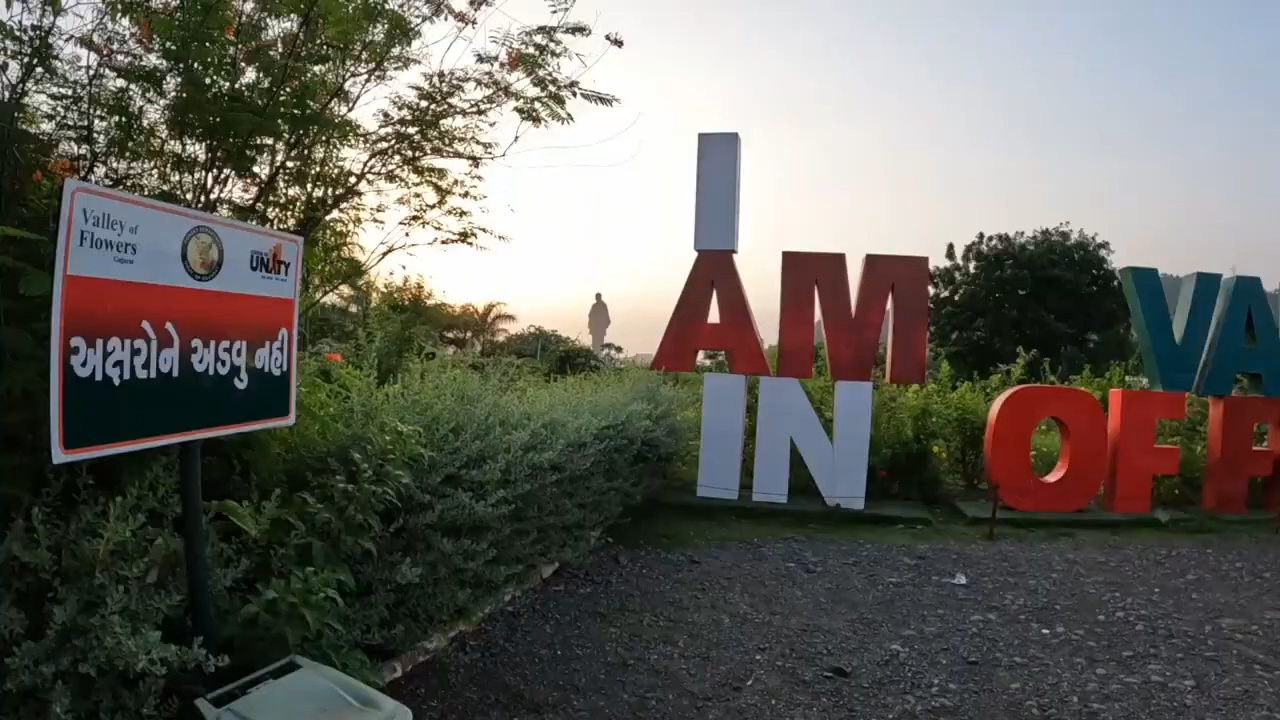 Valley of
Flowers
Gujarat
UNITY
અક્ષરોને અડવુ નહી
I
AM
IN
VA
OFF